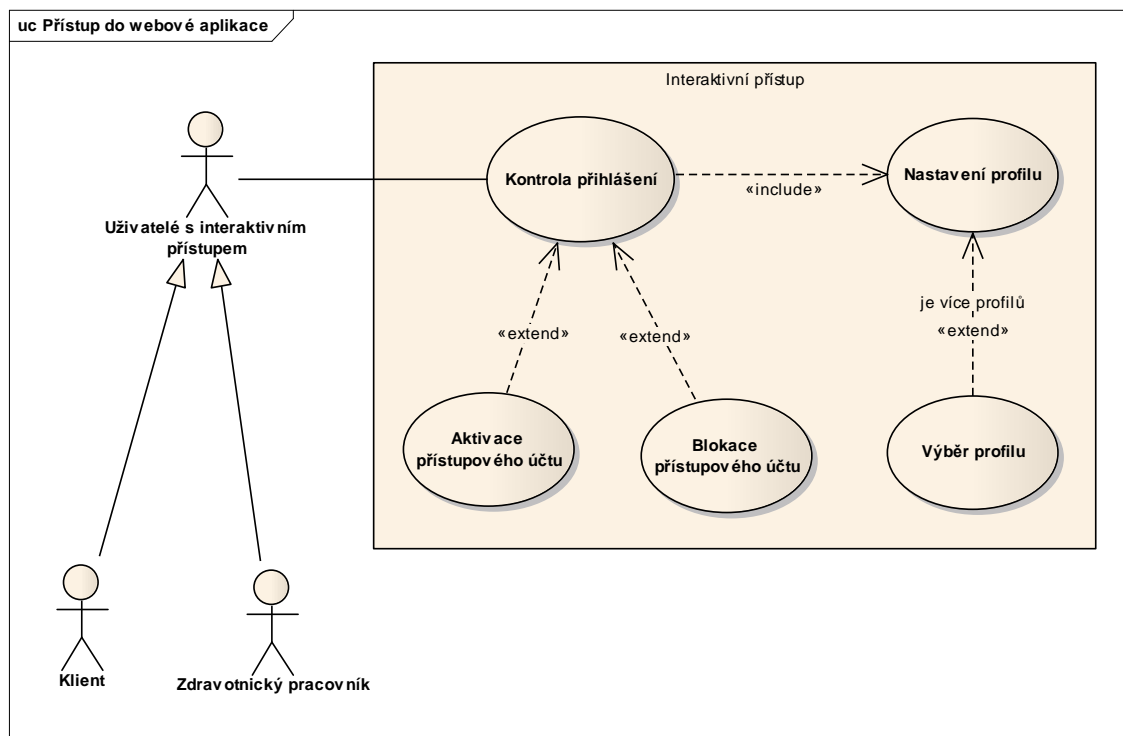 uc Přístup do webové aplikace
Interaktivní přístup
Kontrola přihlášení
«include»
Nastavení profilu
Uživatelé s interaktivním
přístupem
je více profilů
«extend»
«extend»
«extend»
Aktivace
přístupového účtu
Blokace
přístupového účtu
Výběr profilu
Klient
Zdravotnický pracovník